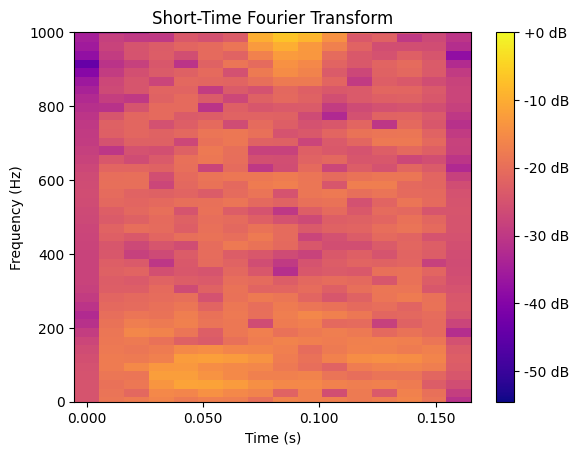 Short-Time Fourier Transform
1000
800
600
400
200
0
Frequency (Hz)
0.000
0.050
0.100
0.150
Time (s)
+0 dB
-10 dB
-20 dB
-30 dB
-40 dB
-50 dB